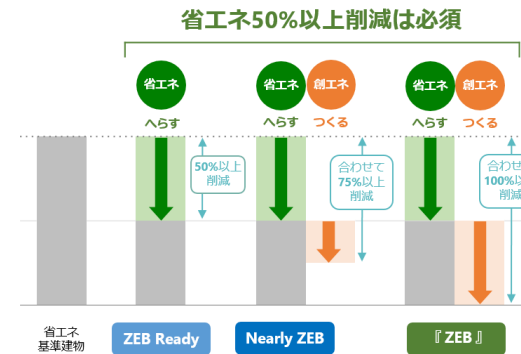 省エネ50%以上削減は必須
省エネ
省エネ
創エネ
省エネ
創エネ
へらす
へらす
つくる
へらす
つくる
50%以上
削減
合わせて
75%以上
削減
合わせ
100%以
削減
省エネ
基準建物
ZEB Ready
Nearly ZEB
『 ZEB 』